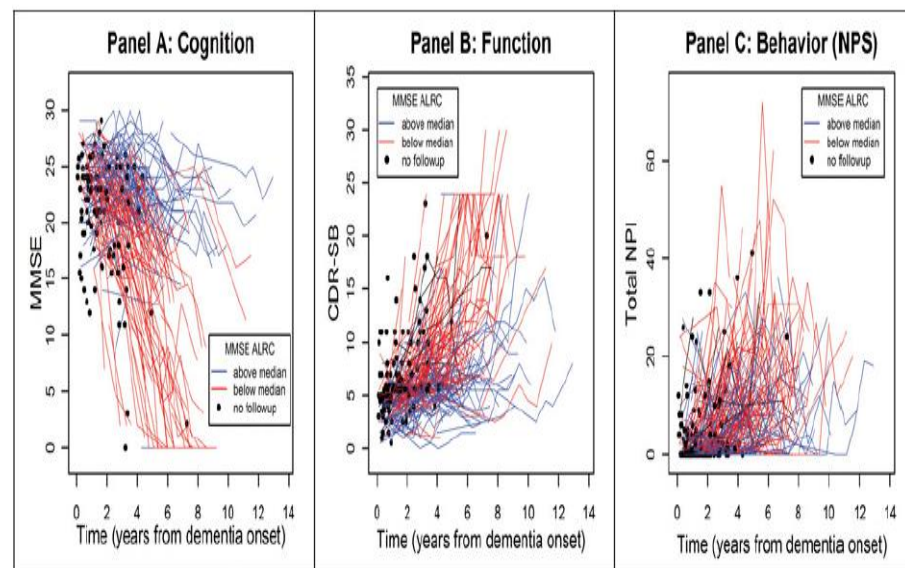 Panel A: Cognition
MMSE
30
25
20
15
10
5
0
MMSE ALRC
above median
below median
no followup
0 2 4 6 8 10 12 14
Time (years from dementia onset)
Panel B: Function
CDR-SB
35
30
25
20
15
10
5
0
MMSE ALRC
above median
below median
no followup
0 2 4 6 8 10 12 14
Time (years from dementia onset)
Panel C: Behavior (NPS)
Total NPI
60
40
20
0
MMSE ALRC
above median
below median
no followup
0 2 4 6 8 10 12 14
Time (years from dementia onset)